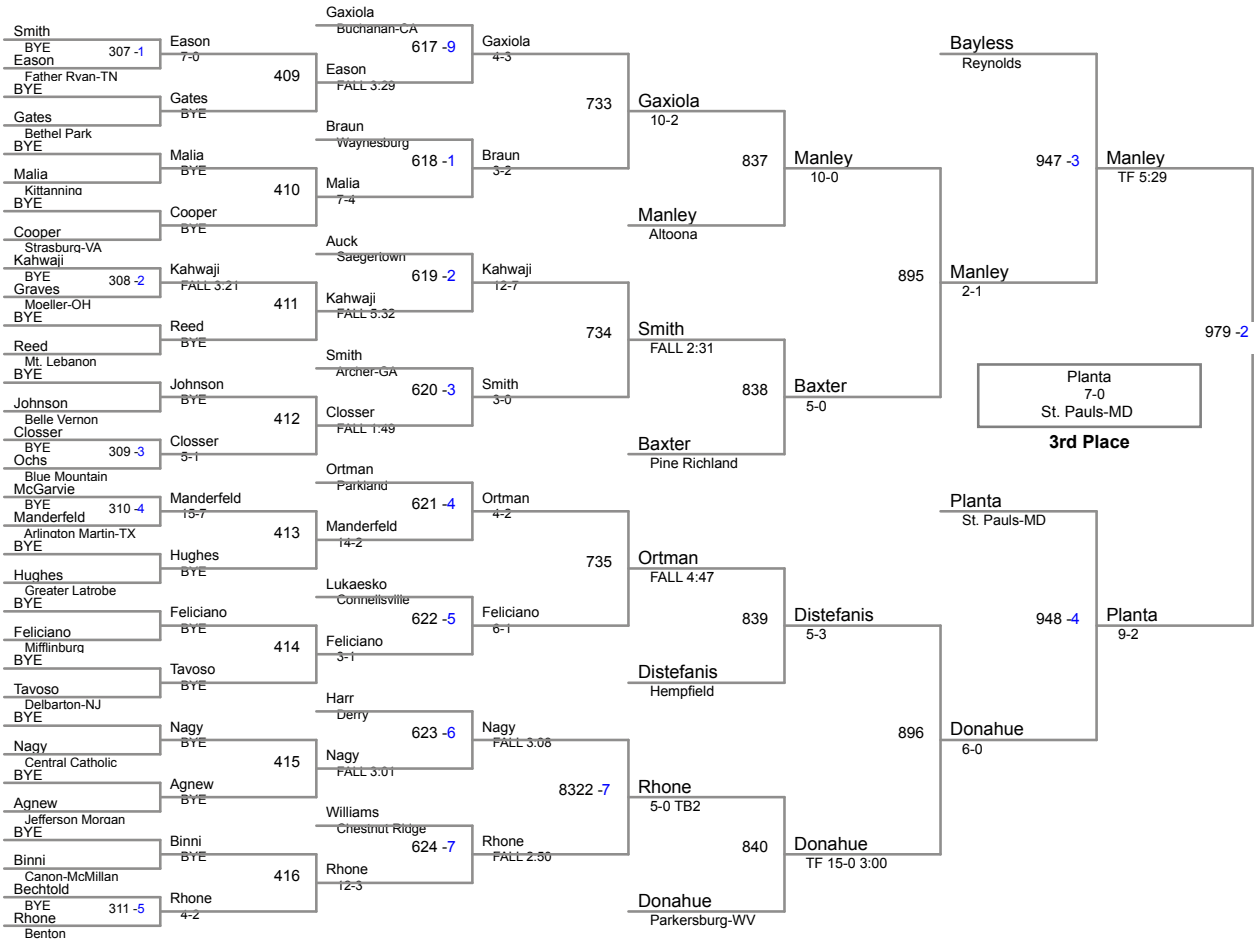 Smith
BYE
307 -1
Eason
Father Ryan-TN
BYE
Gates
Bethel Park
BYE
Malia
Kittanning
BYE
Cooper
Strasburg-VA
Kahwaji
BYE
308 -2
Graves
Moeller-OH
BYE
Reed
Mt. Lebanon
BYE
Johnson
Belle Vernon
Closser
BYE
309 -3
Ochs
Blue Mountain
McGarvie
BYE
310 -4
Manderfeld
Arlington Martin-TX
BYE
Hughes
Greater Latrobe
BYE
Feliciano
Mifflinburg
BYE
Tavoso
Delbarton-NJ
BYE
Nagy
Central Catholic
BYE
Agnew
Jefferson Morgan
BYE
Binni
Canon-McMillan
Bechtold
BYE
311 -5
Rhone
Benton
Eason
7-0
409
Gates
BYE
Malia
BYE
410
Cooper
BYE
Kahwaji
FALL 3:21
411
Reed
BYE
Johnson
BYE
412
Closser
5-1
Manderfeld
15-7
413
Hughes
BYE
Feliciano
BYE
414
Tavoso
BYE
Nagy
BYE
415
Agnew
BYE
Binni
BYE
416
Rhone
4-2
Gaxiola
Buchanan-CA
617 -9
Eason
FALL 3:29
Braun
Waynesburg
618 -1
Malia
7-4
Auck
Saegertown
619 -2
Kahwaji
FALL 5:32
Smith
Archer-GA
620 -3
Closser
FALL 1:49
Ortman
Parkland
621 -4
Manderfeld
14-2
Lukaesko
Connellsville
622 -5
Feliciano
3-1
Harr
Derry
623 -6
Nagy
FALL 3:01
Williams
Chestnut Ridge
624 -7
Rhone
12-3
Gaxiola
4-3
733
Braun
3-2
Kahwaji
12-7
734
Smith
3-0
Ortman
4-2
735
Feliciano
6-1
Nagy
FALL 3:08
8322 -7
Rhone
FALL 2:50
Gaxiola
10-2
837
Manley
Altoona
Smith
FALL 2:31
838
Baxter
Pine Richland
Ortman
FALL 4:47
839
Distefanis
Hempfield
Rhone
5-0 TB2
840
Donahue
Parkersburg-WV
Manley
10-0
895
Baxter
5-0
Distefanis
5-3
896
Donahue
TF 15-0 3:00
Bayless
Reynolds
947 -3
Manley
2-1
Planta
St. Pauls-MD
948 -4
Donahue
6-0
Manley
TF 5:29
979 -2
Planta
9-2
Planta
7-0
St. Pauls-MD
3rd Place